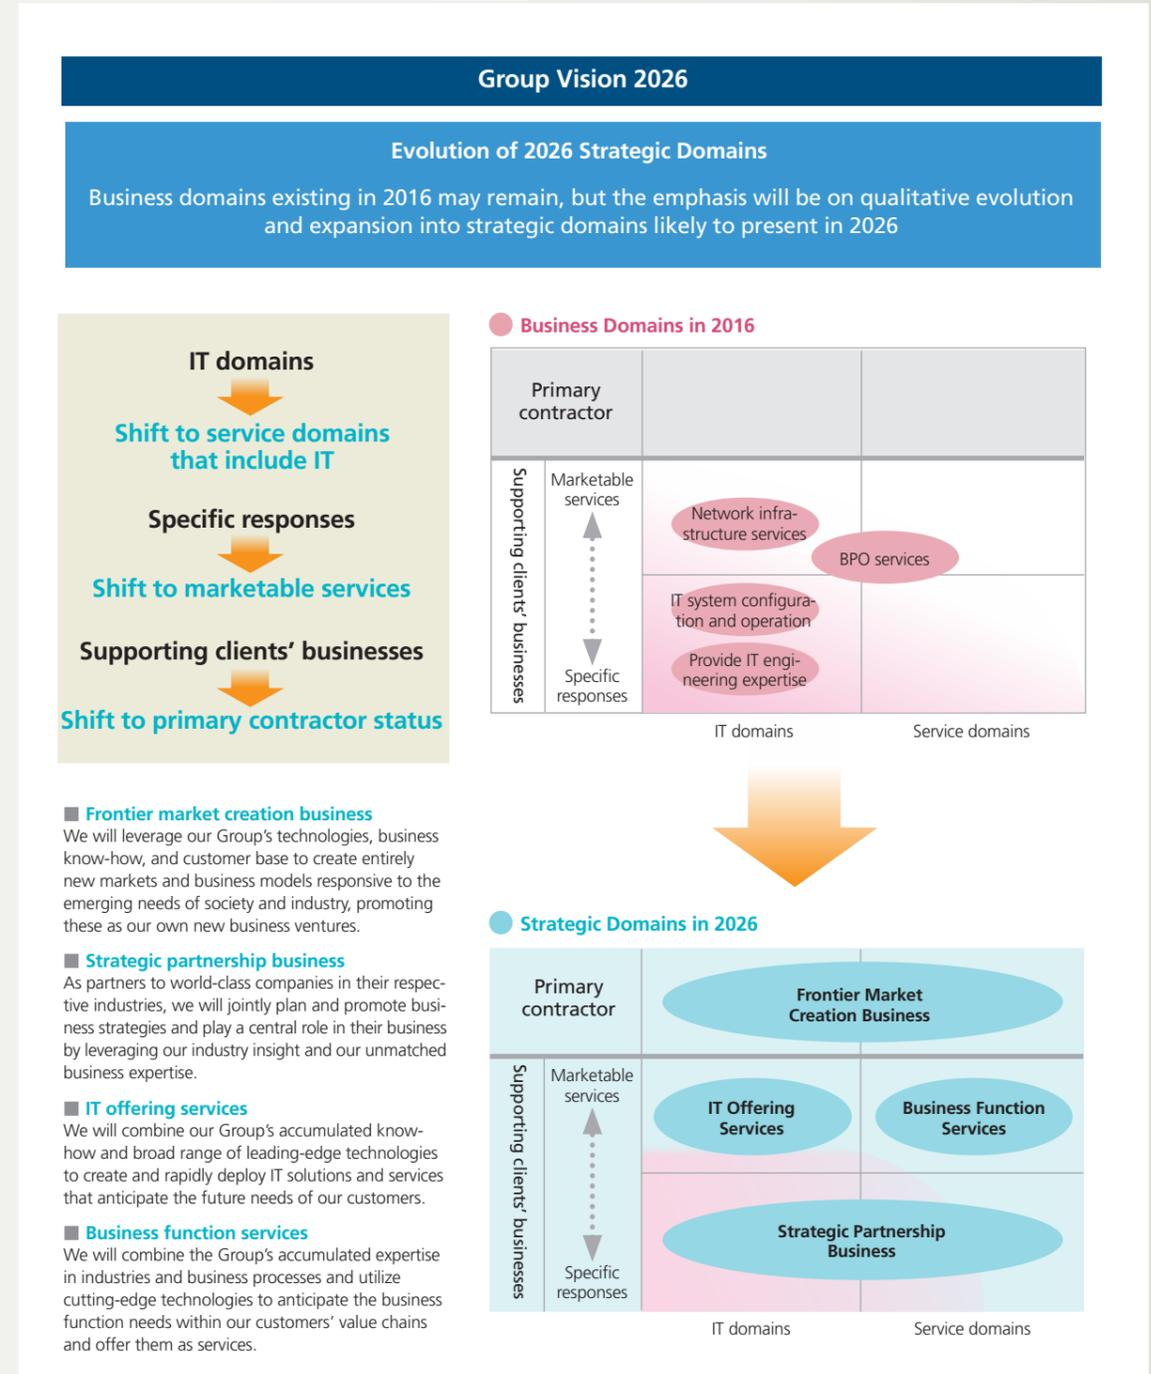 Group Vision 2026
Evolution of 2026 Strategic Domains
Business domains existing in 2016 may remain, but the emphasis will be on qualitative evolution
and expansion into strategic domains likely to present in 2026
IT domains
Shift to service domains
that include IT
Specific responses
Shift to marketable services
Supporting clients’ businesses
Shift to primary contractor status
Frontier market creation business
We will leverage our Group’s technologies, business
know-how, and customer base to create entirely
new markets and business models responsive to the
emerging needs of society and industry, promoting
these as our own new business ventures.
Strategic partnership business
As partners to world-class companies in their respec-
tive industries, we will jointly plan and promote busi-
ness strategies and play a central role in their business
by leveraging our industry insight and our unmatched
business expertise.
IT offering services
We will combine our Group’s accumulated know-
how and broad range of leading-edge technologies
to create and rapidly deploy IT solutions and services
that anticipate the future needs of our customers.
Business function services
We will combine the Group’s accumulated expertise
in industries and business processes and utilize
cutting-edge technologies to anticipate the business
function needs within our customers’ value chains
and offer them as services.
Business Domains in 2016
Primary
contractor
Supporting clients’ businesses
Marketable
services
Specific
responses
Network infra-
structure services
BPO services
IT system configura-
tion and operation
Provide IT engi-
neering expertise
IT domains
Service domains
Strategic Domains in 2026
Primary
contractor
Frontier Market
Creation Business
Supporting clients’ businesses
Marketable
services
Specific
responses
IT Offering
Services
Business Function
Services
Strategic Partnership
Business
IT domains
Service domains